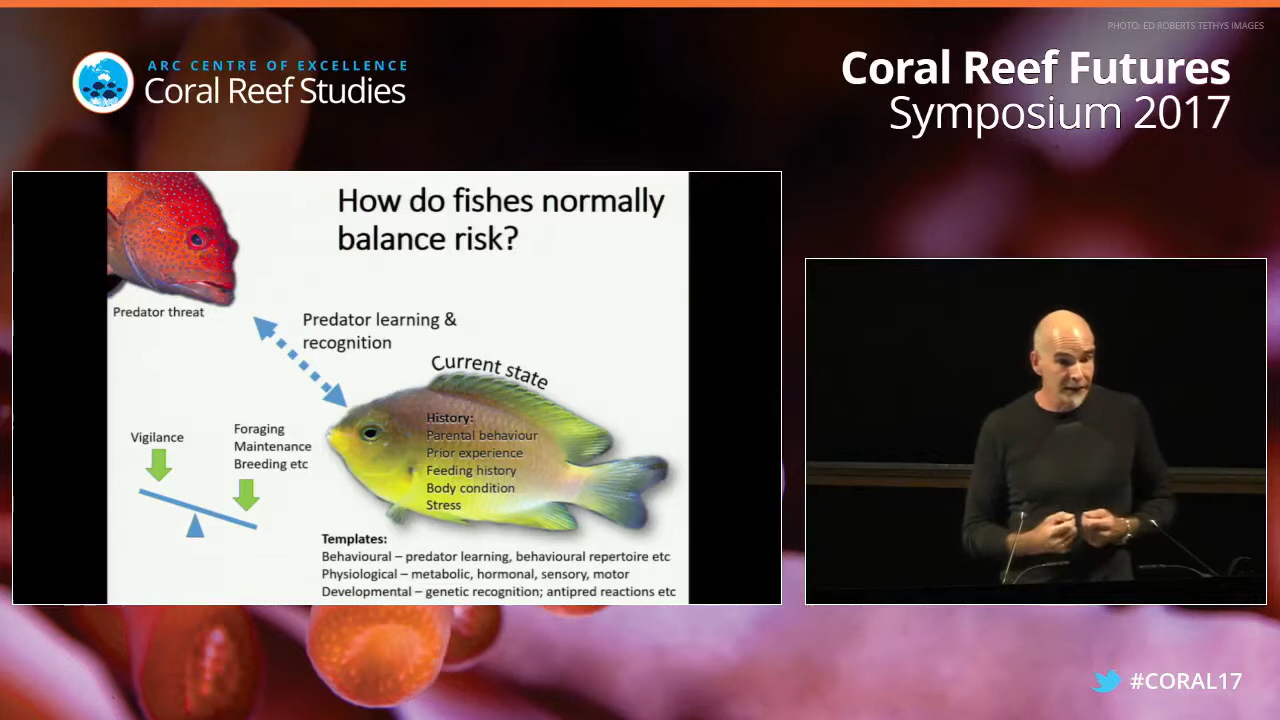 PHOTO: ED ROBERTS TETHYS IMAGES
ARC CENTRE OF EXCELLENCE
Coral Reef Studies
Coral Reef Futures
Symposium 2017
How do fishes normally
balance risk?
Predator threat
Predator learning &
recognition
Current state
Vigilance
Foraging
Maintenance
Breeding etc
History:
Parental behaviour
Prior experience
Feeding history
Body condition
Stress
Templates:
Behavioural – predator learning, behavioural repertoire etc
Physiological – metabolic, hormonal, sensory, motor
Developmental – genetic recognition; antipred reactions etc
#CORAL17